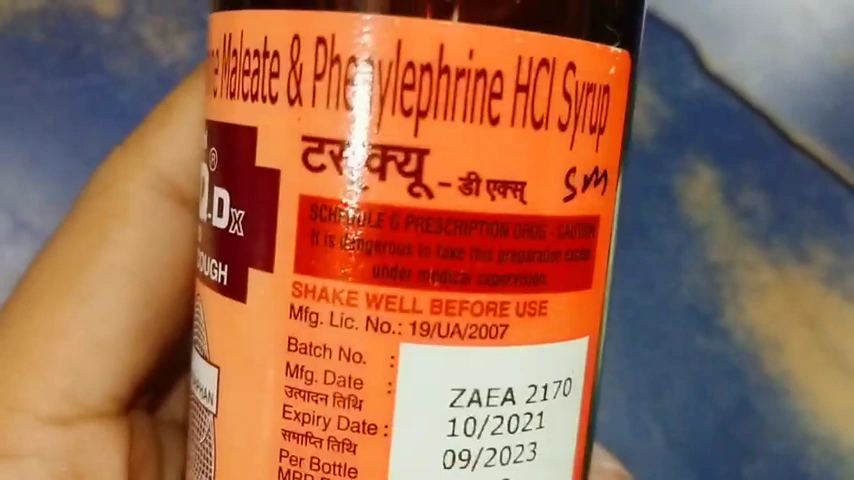 Maleate & Phenylephrine HCl Syrup
टस्क्यू - डी एक्स्
5M
Q.Dx
®
COUGH
SCHEDULE G PRESCRIPTION DRUG - CAUTION
It is dangerous to take this preparation except
under medical supervision
SHAKE WELL BEFORE USE
Mfg. Lic. No.: 19/UA/2007
Batch No. : ZAEA 2170
Mfg. Date : 10/2021
उत्पादन तिथि
Expiry Date : 09/2023
समाप्ति तिथि
Per Bottle